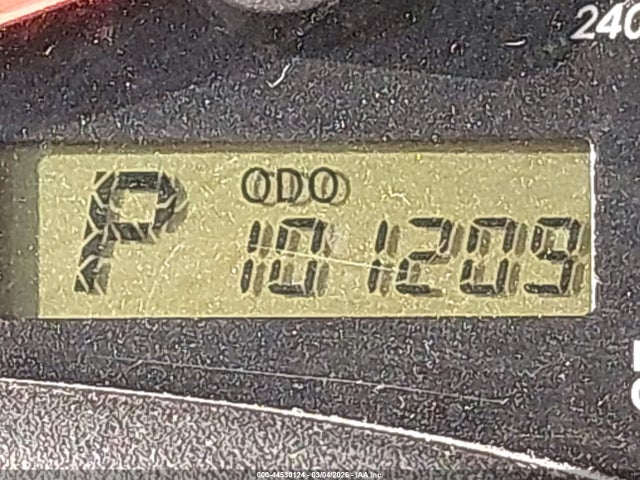 240
P ODO
101209
000-44530124 - 03/04/2026 - IAA Inc.